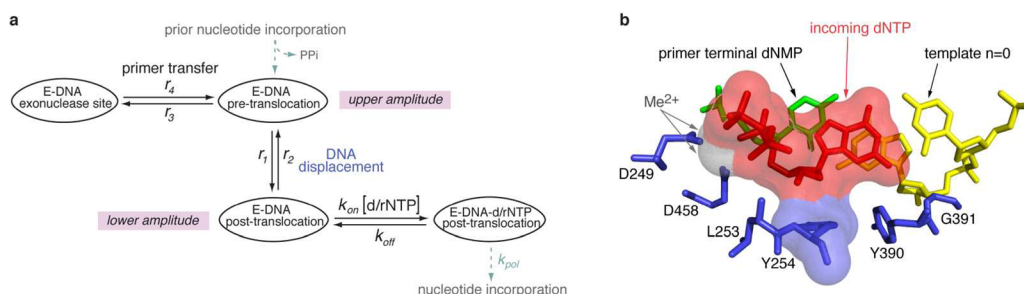 a
prior nucleotide incorporation
PPi
primer transfer
r4
r3
E-DNA
exonuclease site
E-DNA
pre-translocation
upper amplitude
r1
r2
DNA
displacement
lower amplitude
E-DNA
post-translocation
kon [d/rNTP]
koff
E-DNA-d/rNTP
post-translocation
kpol
nucleotide incorporation
b
incoming dNTP
primer terminal dNMP
template n=0
Me2+
D249
D458
L253
Y254
Y390
G391